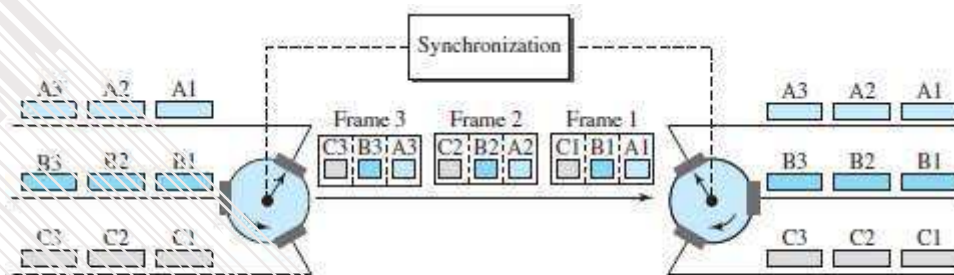 Synchronization
A3 A2 A1
A3 A2 A1
Frame 3 Frame 2 Frame 1
C3 B3 A3 C2 B2 A2 C1 B1 A1
B3 B2 B1
B3 B2 B1
C3 C2 C1
C3 C2 C1